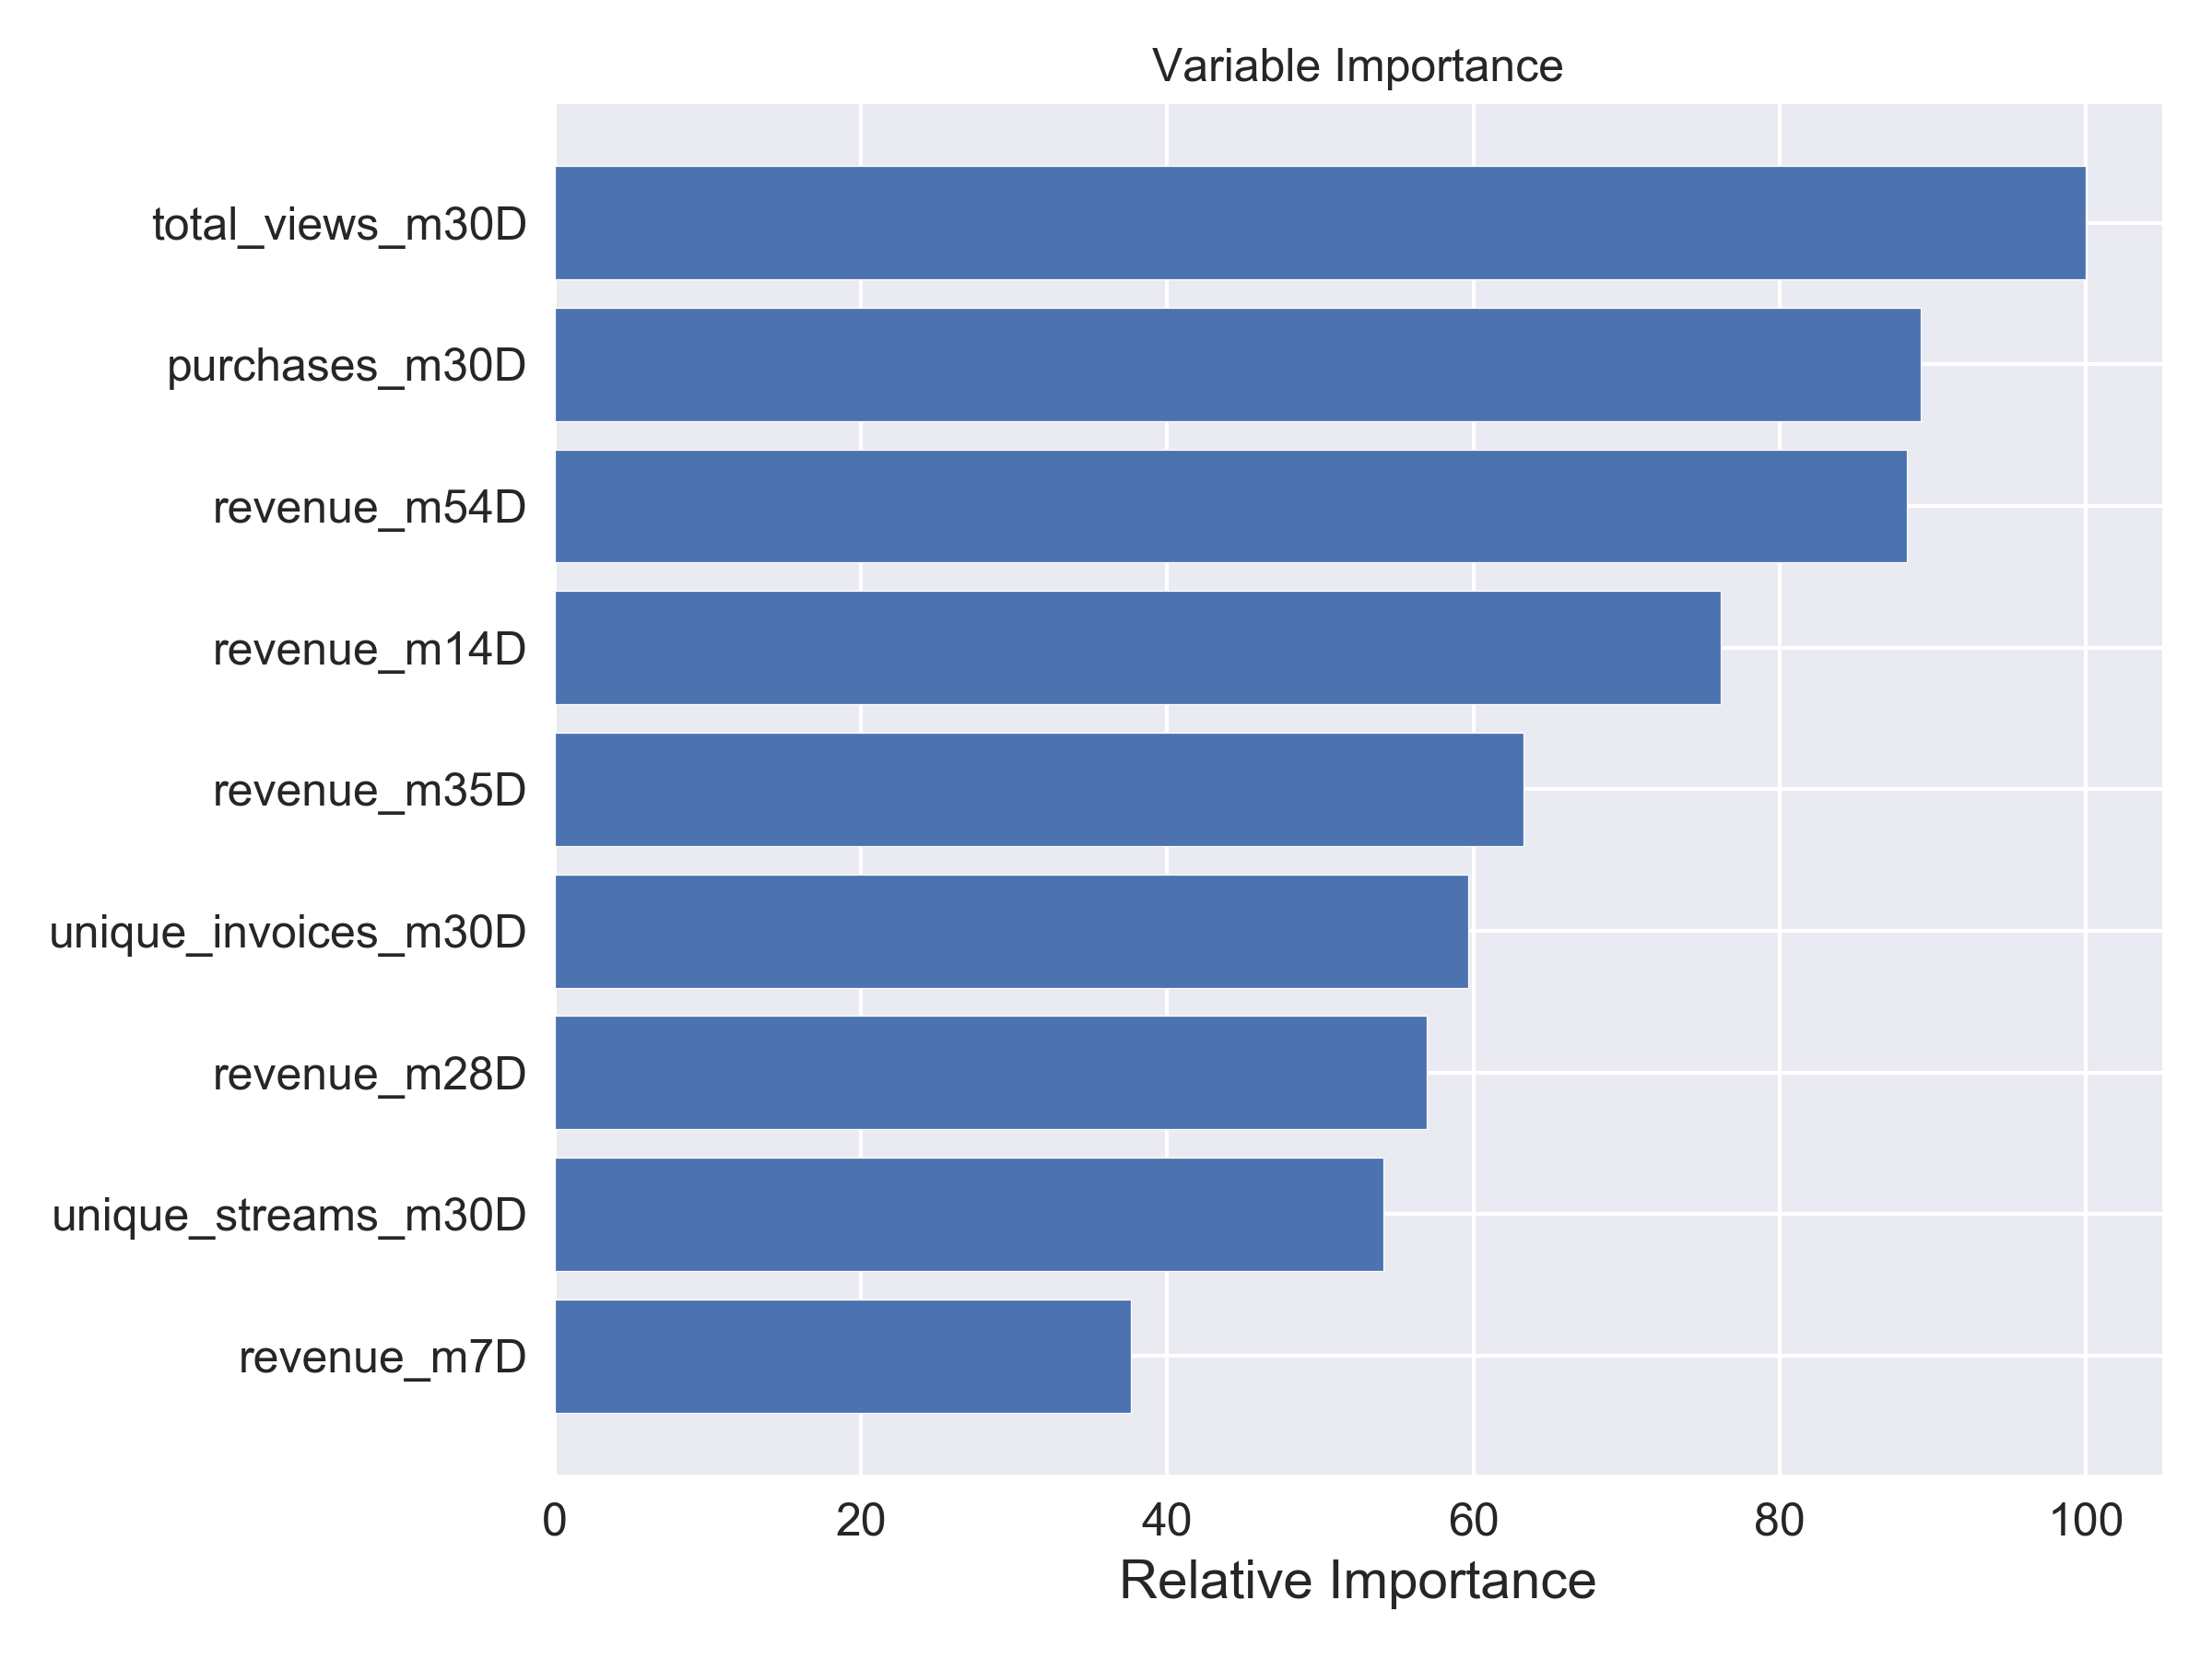 Variable Importance
total_views_m30D
purchases_m30D
revenue_m54D
revenue_m14D
revenue_m35D
unique_invoices_m30D
revenue_m28D
unique_streams_m30D
revenue_m7D
0 20 40 60 80 100
Relative Importance